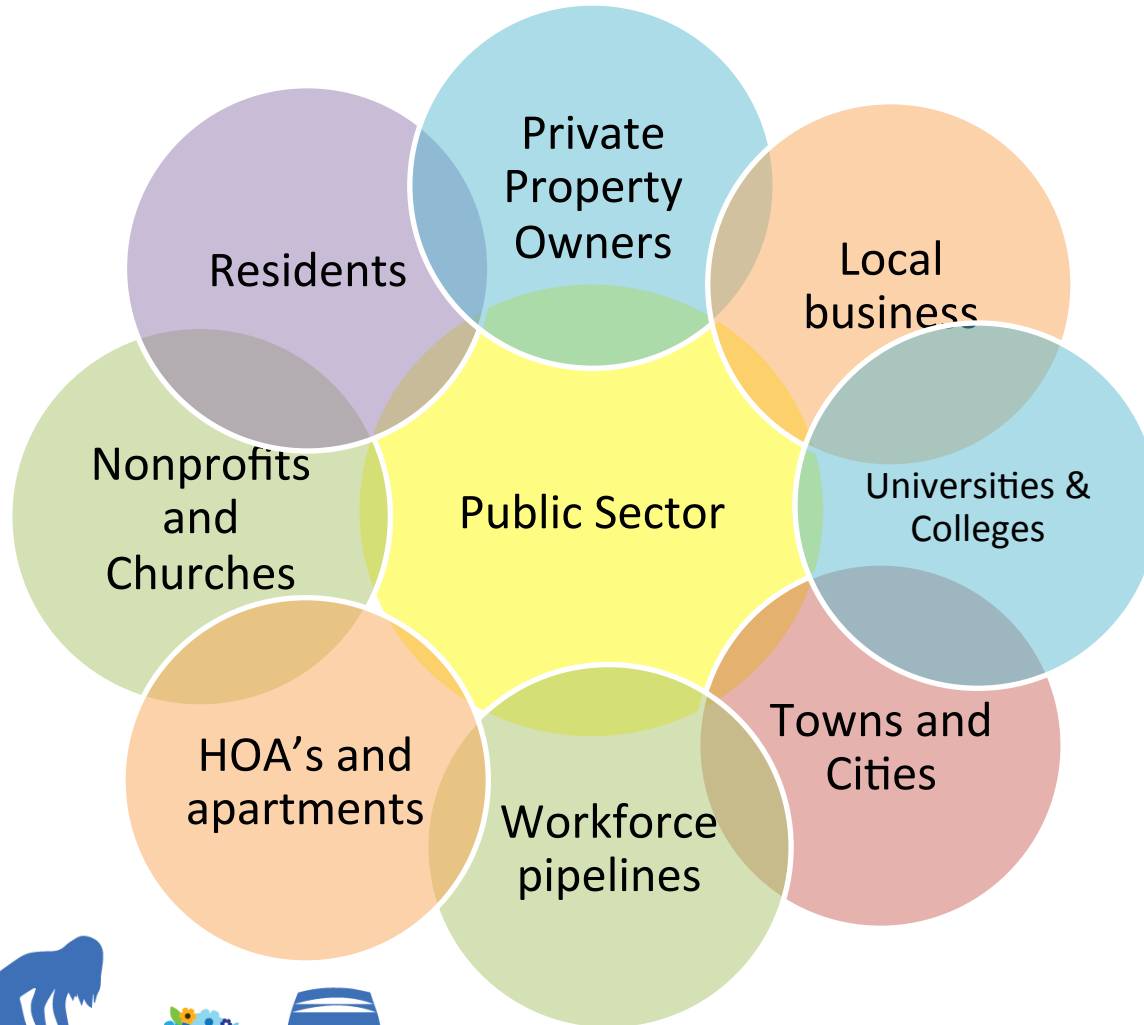 Private
Property
Owners
Local
business
Residents
Nonprofits
and
Churches
Public Sector
Universities &
Colleges
HOA’s and
apartments
Towns and
Cities
Workforce
pipelines